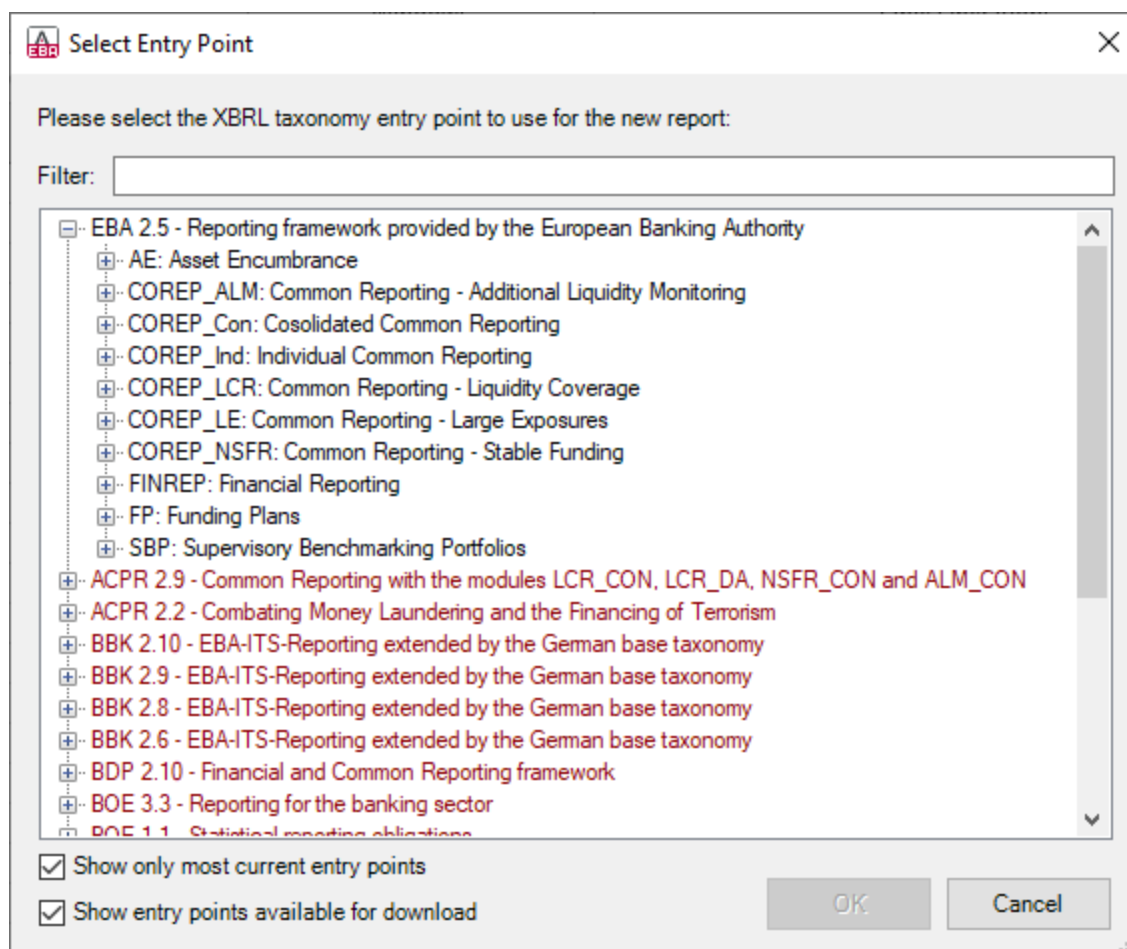 A
EBA
Select Entry Point
Please select the XBRL taxonomy entry point to use for the new report:
Filter:
EBA 2.5 - Reporting framework provided by the European Banking Authority
AE: Asset Encumbrance
COREP_ALM: Common Reporting - Additional Liquidity Monitoring
COREP_Con: Cosolidated Common Reporting
COREP_Ind: Individual Common Reporting
COREP_LCR: Common Reporting - Liquidity Coverage
COREP_LE: Common Reporting - Large Exposures
COREP_NSFR: Common Reporting - Stable Funding
FINREP: Financial Reporting
FP: Funding Plans
SBP: Supervisory Benchmarking Portfolios
ACPR 2.9 - Common Reporting with the modules LCR_CON, LCR_DA, NSFR_CON and ALM_CON
ACPR 2.2 - Combating Money Laundering and the Financing of Terrorism
BBK 2.10 - EBA-ITS-Reporting extended by the German base taxonomy
BBK 2.9 - EBA-ITS-Reporting extended by the German base taxonomy
BBK 2.8 - EBA-ITS-Reporting extended by the German base taxonomy
BBK 2.6 - EBA-ITS-Reporting extended by the German base taxonomy
BDP 2.10 - Financial and Common Reporting framework
BOE 3.3 - Reporting for the banking sector
BOE 1.1 - Statistical reporting obligations
Show only most current entry points
Show entry points available for download
OK
Cancel